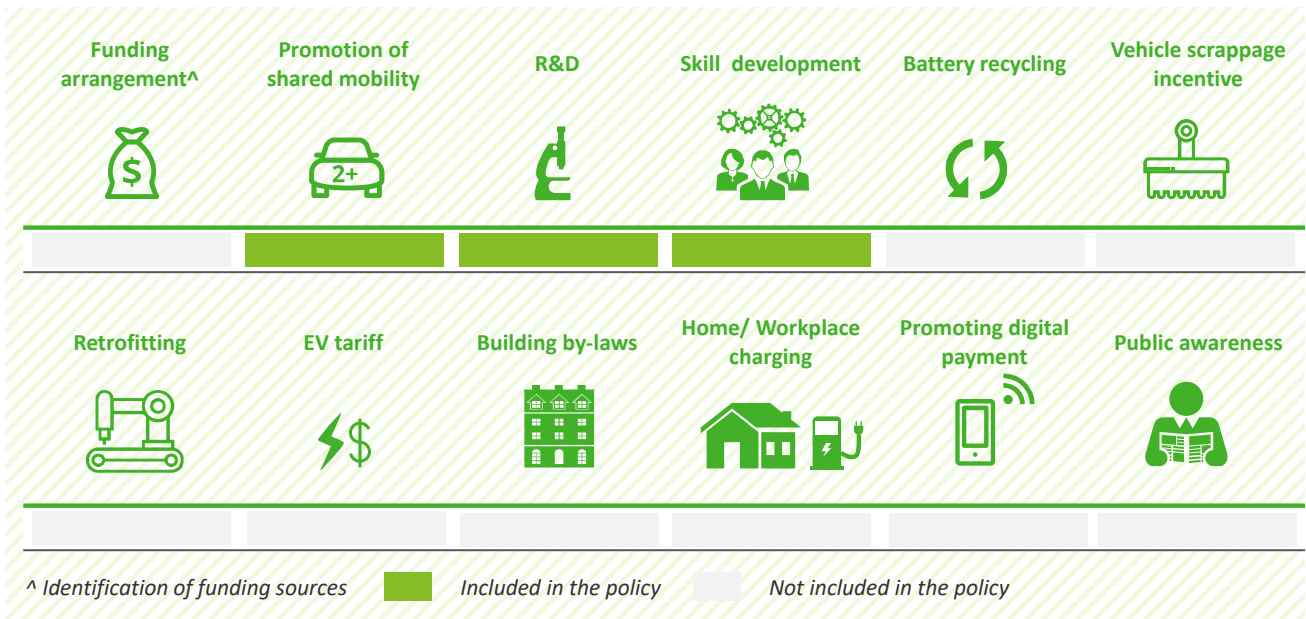 Funding
arrangement^
Promotion of
shared mobility
R&D
Skill development
Battery recycling
Vehicle scrappage
incentive
$
2+
Retrofitting
EV tariff
Building by-laws
Home/ Workplace
charging
Promoting digital
payment
Public awareness
$
^ Identification of funding sources
Included in the policy
Not included in the policy